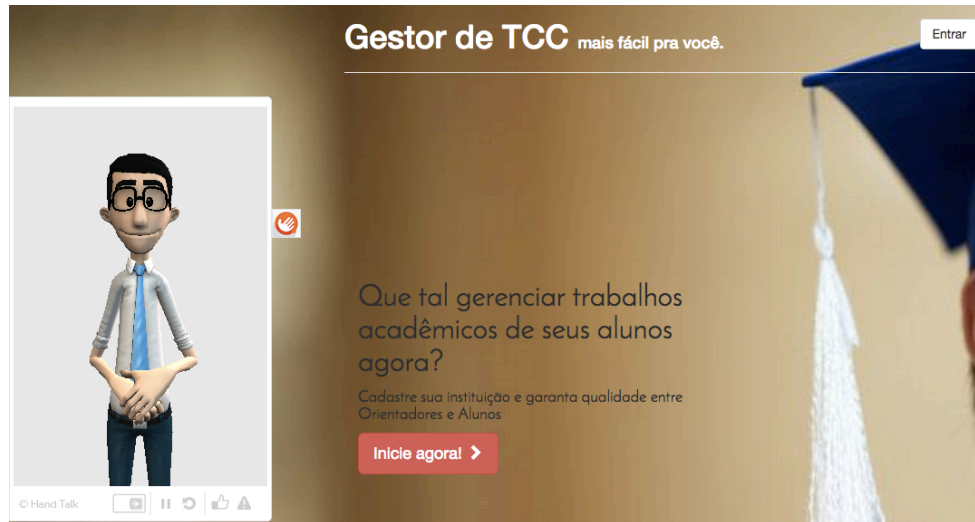 Gestor de TCC mais fácil pra você.
Entrar
Que tal gerenciar trabalhos
acadêmicos de seus alunos
agora?
Cadastre sua instituição e garanta qualidade entre
Orientadores e Alunos
Inicie agora!
© Hand Talk